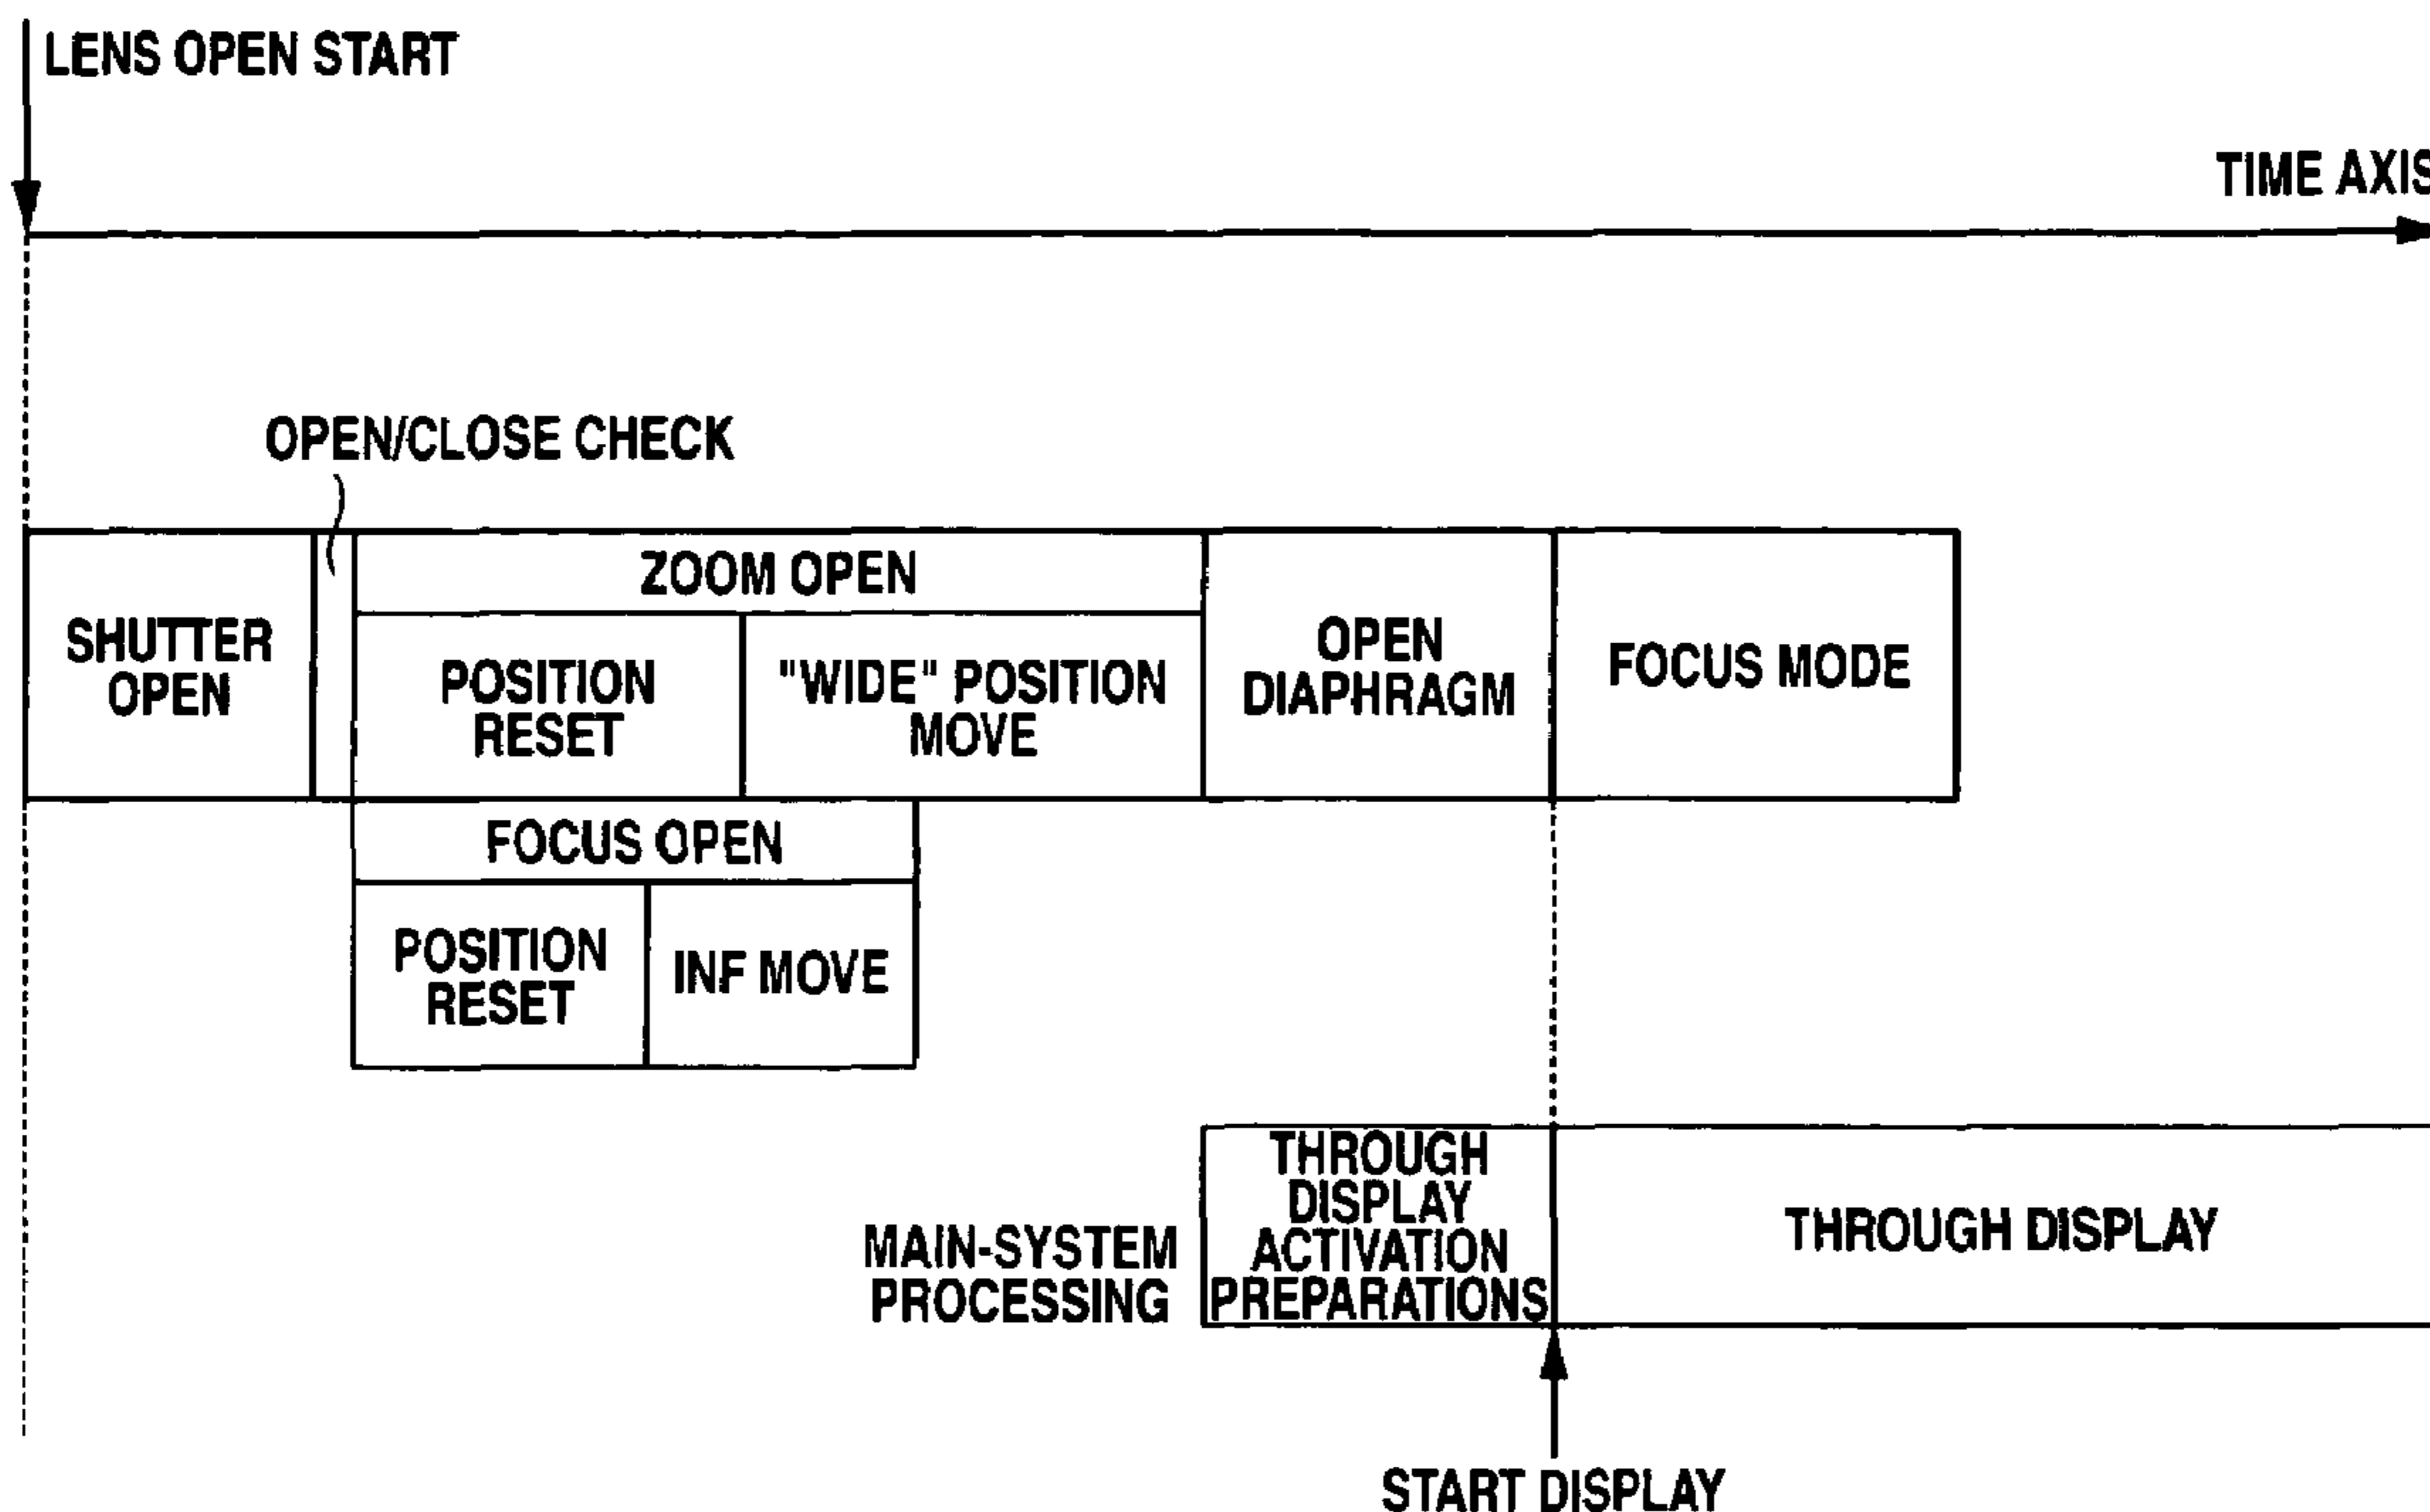 LENS OPEN START
TIME AXIS
OPEN/CLOSE CHECK
ZOOM OPEN
SHUTTER
OPEN
POSITION
RESET
"WIDE" POSITION
MOVE
OPEN
DIAPHRAGM
FOCUS MODE
FOCUS OPEN
POSITION
RESET
INF MOVE
MAIN-SYSTEM
PROCESSING
THROUGH
DISPLAY
ACTIVATION
PREPARATIONS
THROUGH DISPLAY
START DISPLAY